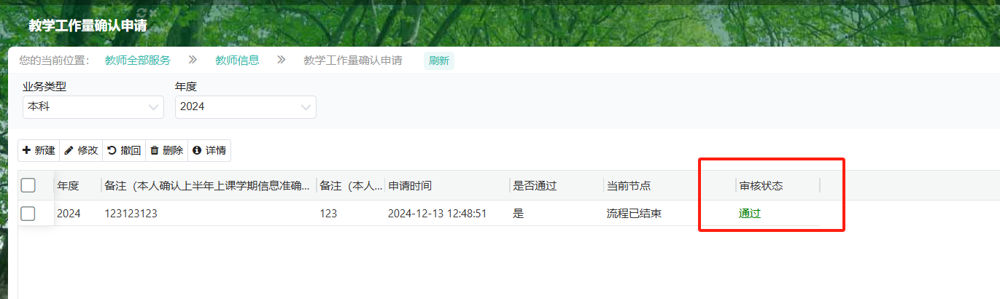 教学工作量确认申请
您的当前位置： 教师全部服务 » 教师信息 » 教学工作量确认申请 刷新
业务类型 年度
本科 2024
新建 修改 撤回 删除 详情
年度 备注（本人确认上半年上课学期信息准确... 备注（本人... 申请时间 是否通过 当前节点 审核状态
2024 123123123 123 2024-12-13 12:48:51 是 流程已结束 通过